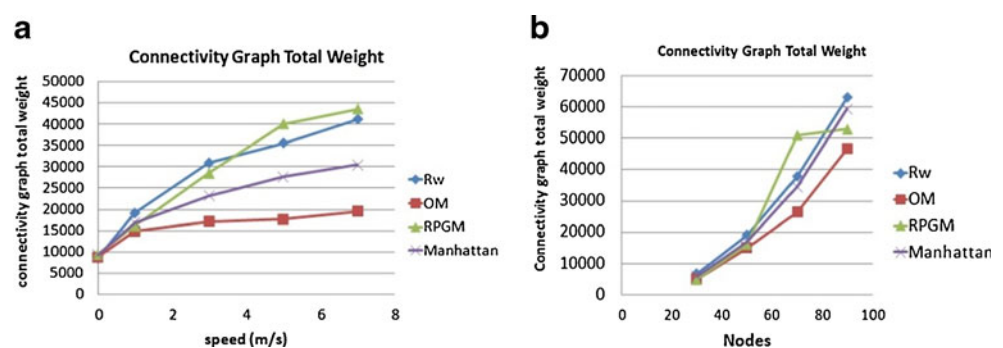 a
Connectivity Graph Total Weight
connectivity graph total weight
50000
45000
40000
35000
30000
25000
20000
15000
10000
5000
0
0 2 4 6 8
speed (m/s)
Rw
OM
RPGM
Manhattan
b
Connectivity Graph Total Weight
Connectivity graph total weight
70000
60000
50000
40000
30000
20000
10000
0
0 20 40 60 80 100
Nodes
Rw
OM
RPGM
Manhattan